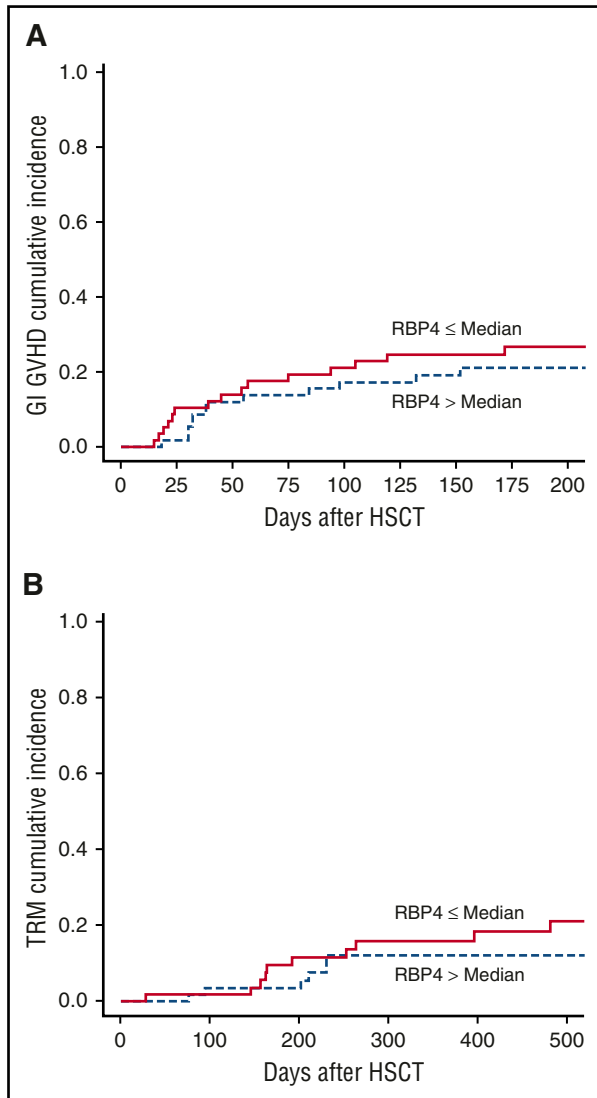 A
GI GVHD cumulative incidence
1.0
0.8
0.6
0.4
0.2
0.0
RBP4 ≤ Median
RBP4 > Median
0 25 50 75 100 125 150 175 200
Days after HSCT
B
TRM cumulative incidence
1.0
0.8
0.6
0.4
0.2
0.0
RBP4 ≤ Median
RBP4 > Median
0 100 200 300 400 500
Days after HSCT